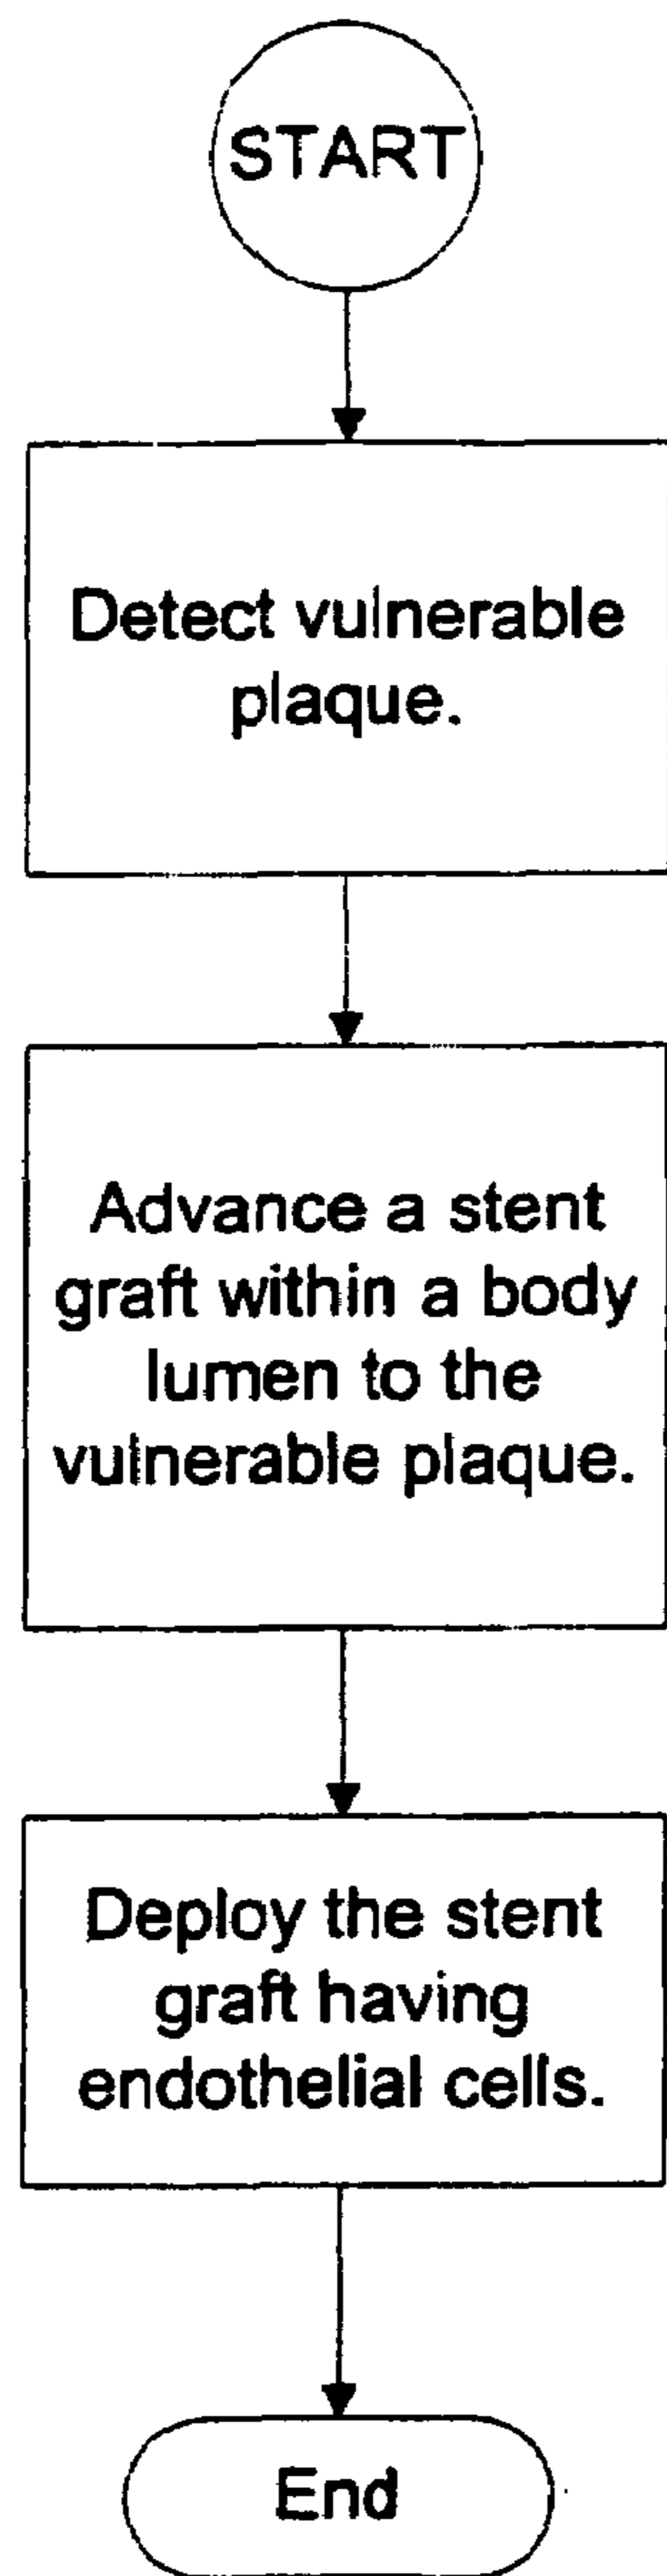 START
Detect vulnerable
plaque.
Advance a stent
graft within a body
lumen to the
vulnerable plaque.
Deploy the stent
graft having
endothelial cells.
End